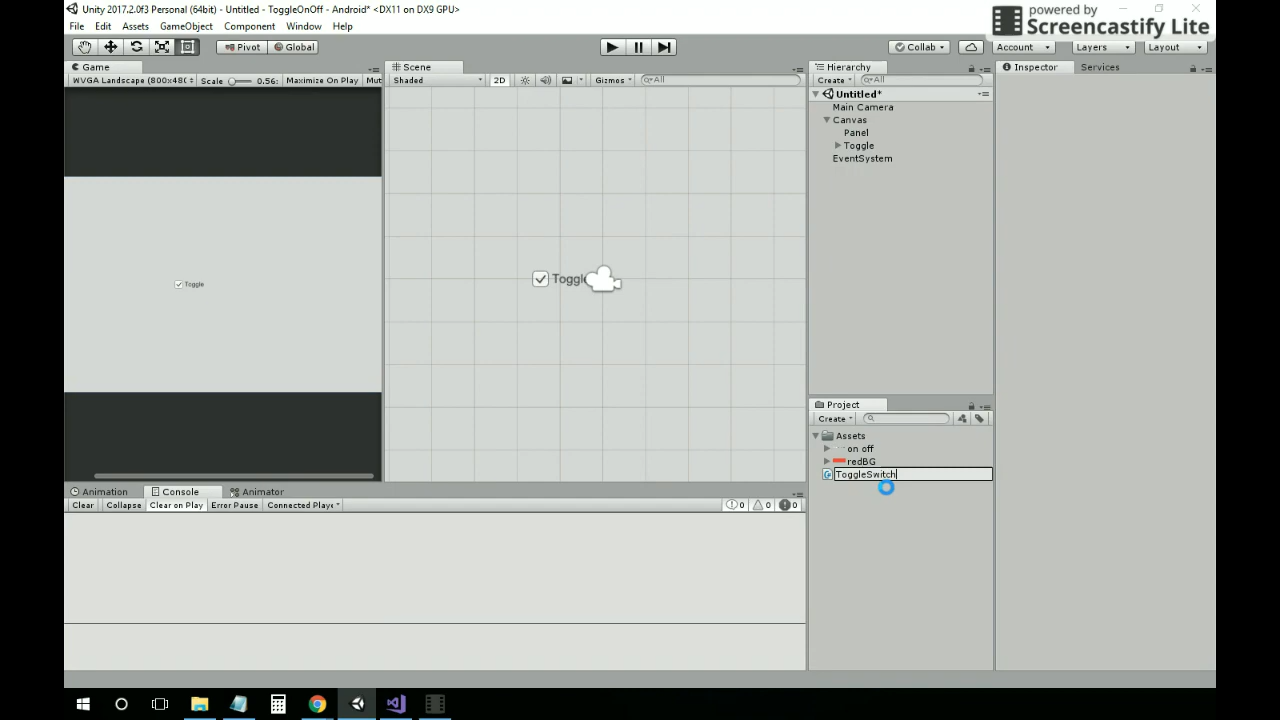 Unity 2017.2.0f3 Personal (64bit) - Untitled - ToggleOnOff - Android* <DX11 on DX9 GPU>
powered by
Screencastify Lite
File Edit Assets GameObject Component Window Help
Pivot Global Collab Account Layers Layout
Game Scene Hierarchy Inspector Services
WVGA Landscape (800x48( Scale 0.56: Maximize On Play Mut Shaded 2D Gizmos All Create All
Untitled*
Main Camera
Canvas
Panel
Toggle
EventSystem
Toggle
Toggle
Project
Create
Assets
on off
redBG
ToggleSwitch
Animation Console Animator
Clear Collapse Clear on Play Error Pause Connected Playe 0 0 0